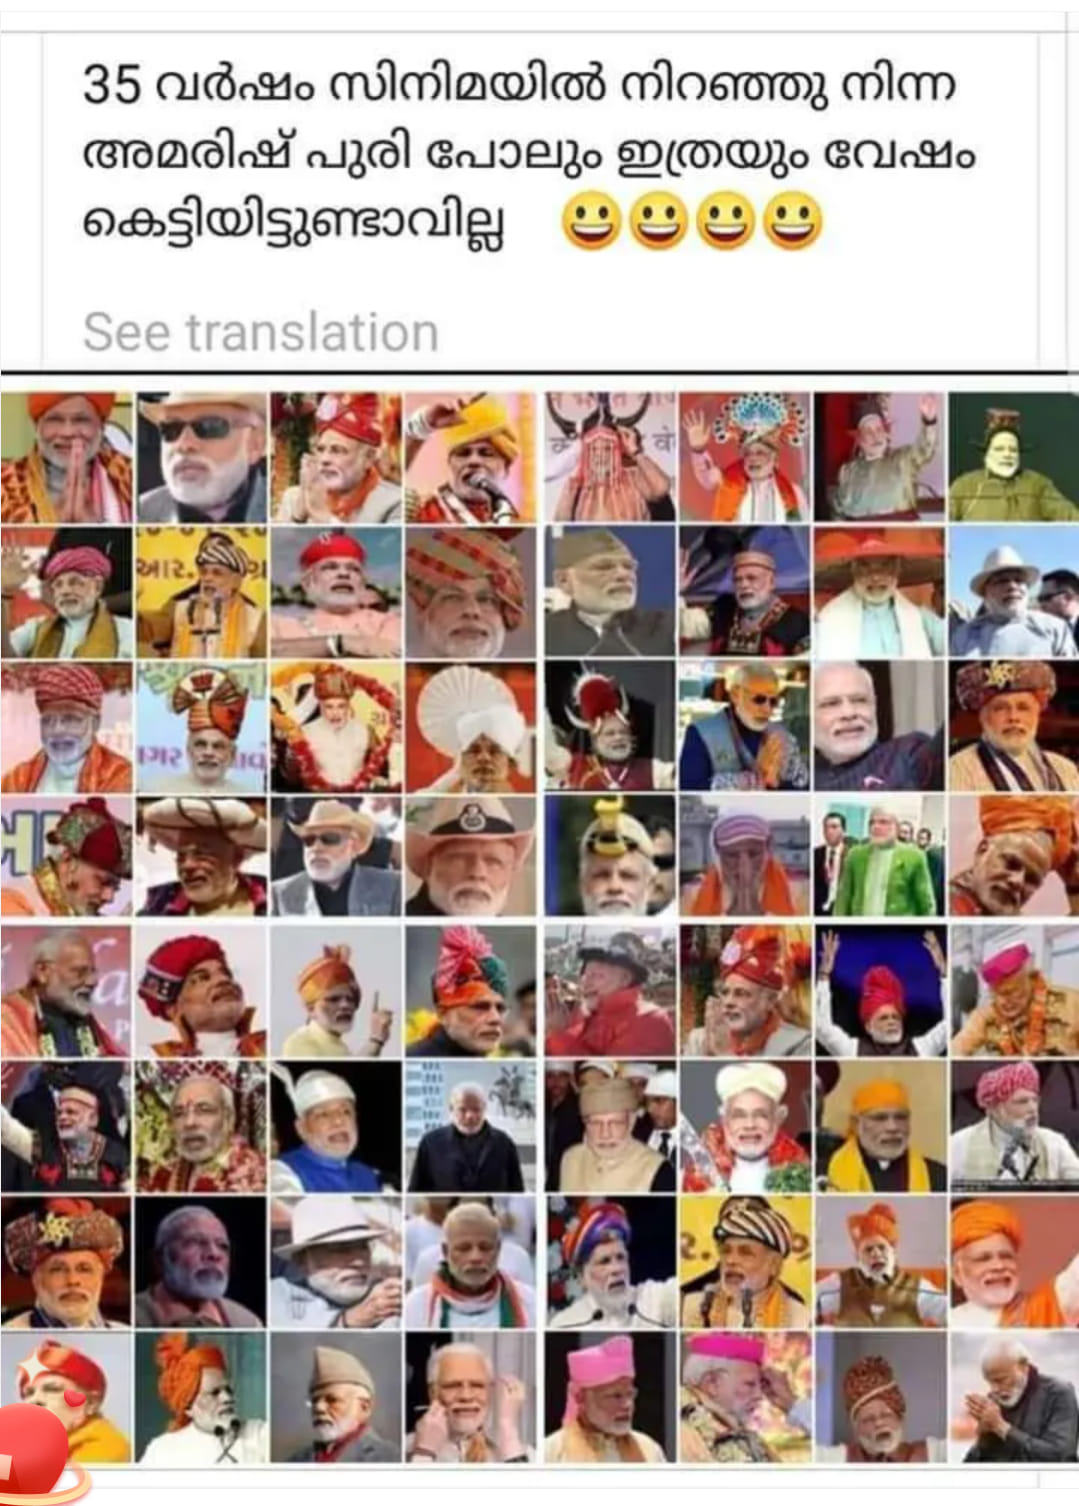 35 വർഷം സിനിമയിൽ നിറഞ്ഞു നിന്ന
അമരിഷ് പുരി പോലും ഇത്രയും വേഷം
കെട്ടിയിട്ടുണ്ടാവില്ല 😀😀😀😀
See translation